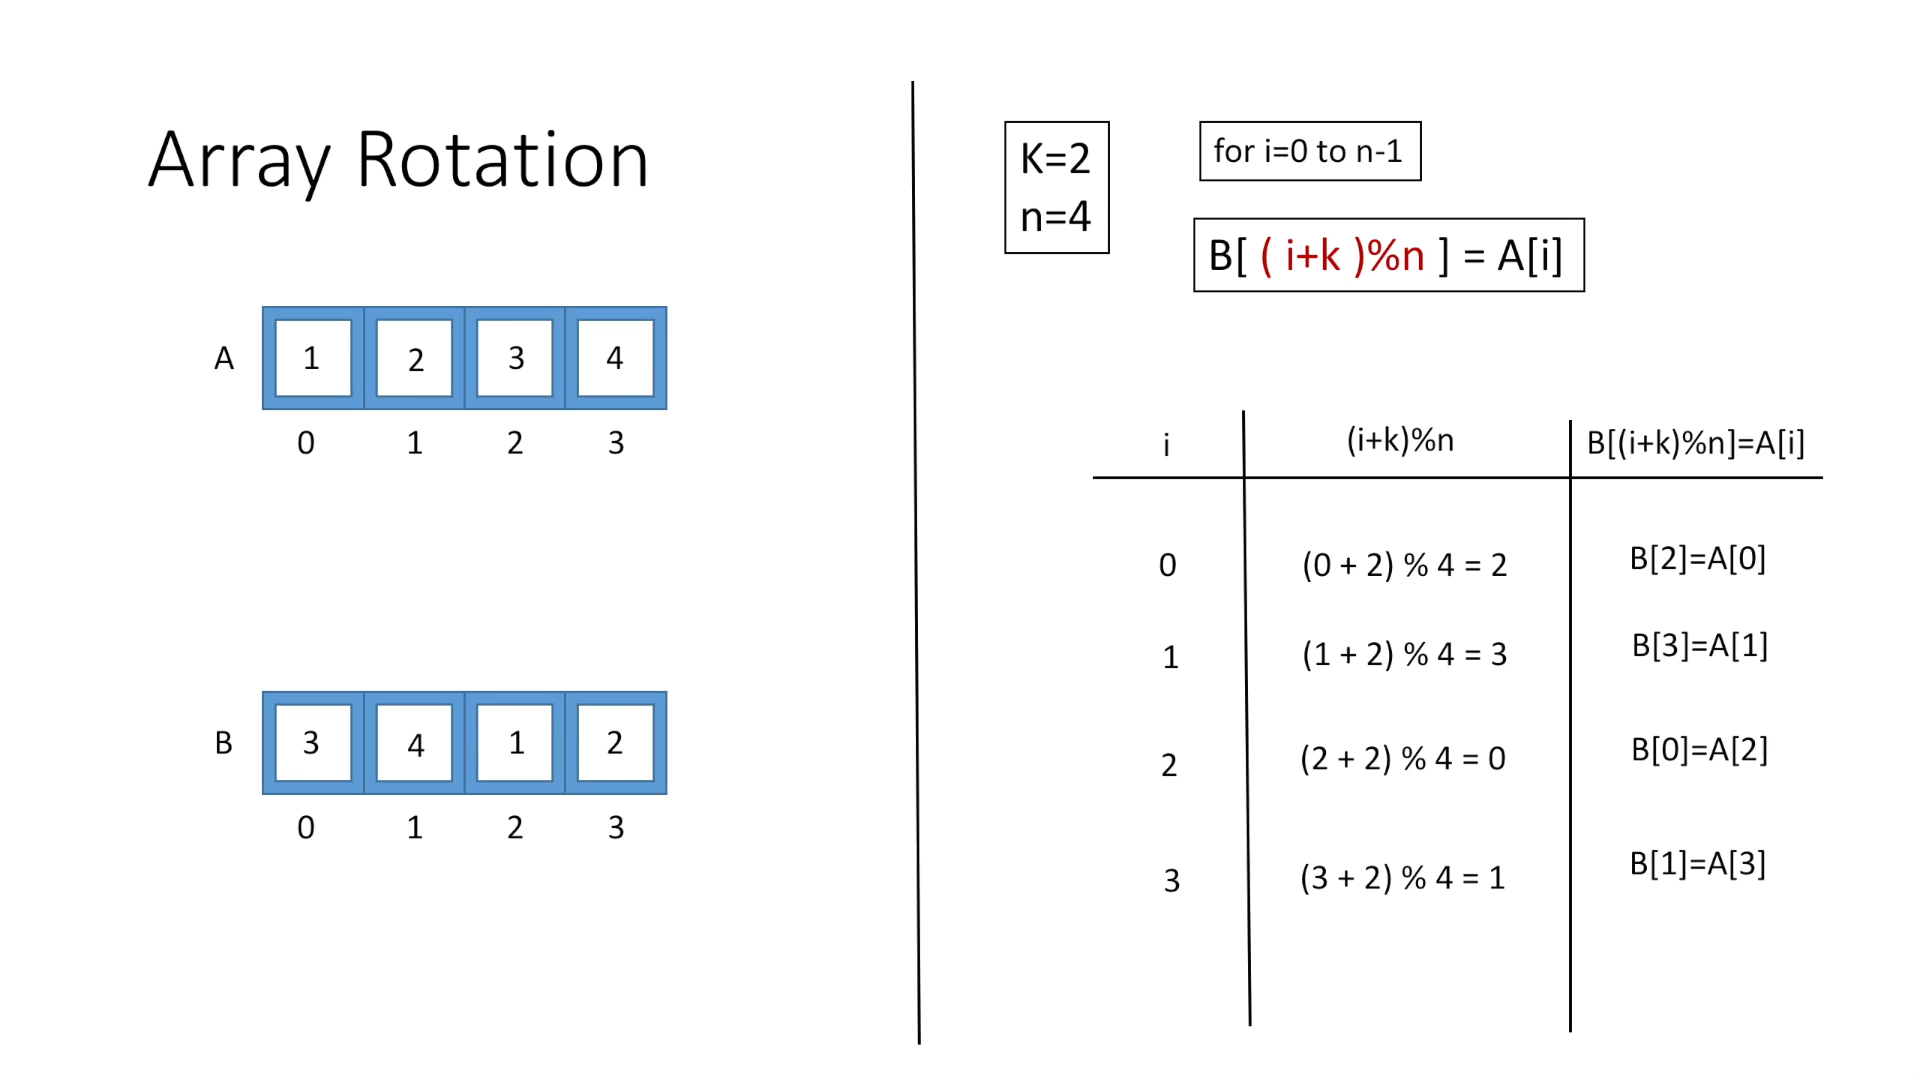 Array Rotation
A
1 2 3 4
0 1 2 3
B
3 4 1 2
0 1 2 3
K=2
n=4
for i=0 to n-1
B[ ( i+k )%n ] = A[i]
i (i+k)%n B[(i+k)%n]=A[i]
0 (0 + 2) % 4 = 2 B[2]=A[0]
1 (1 + 2) % 4 = 3 B[3]=A[1]
2 (2 + 2) % 4 = 0 B[0]=A[2]
3 (3 + 2) % 4 = 1 B[1]=A[3]